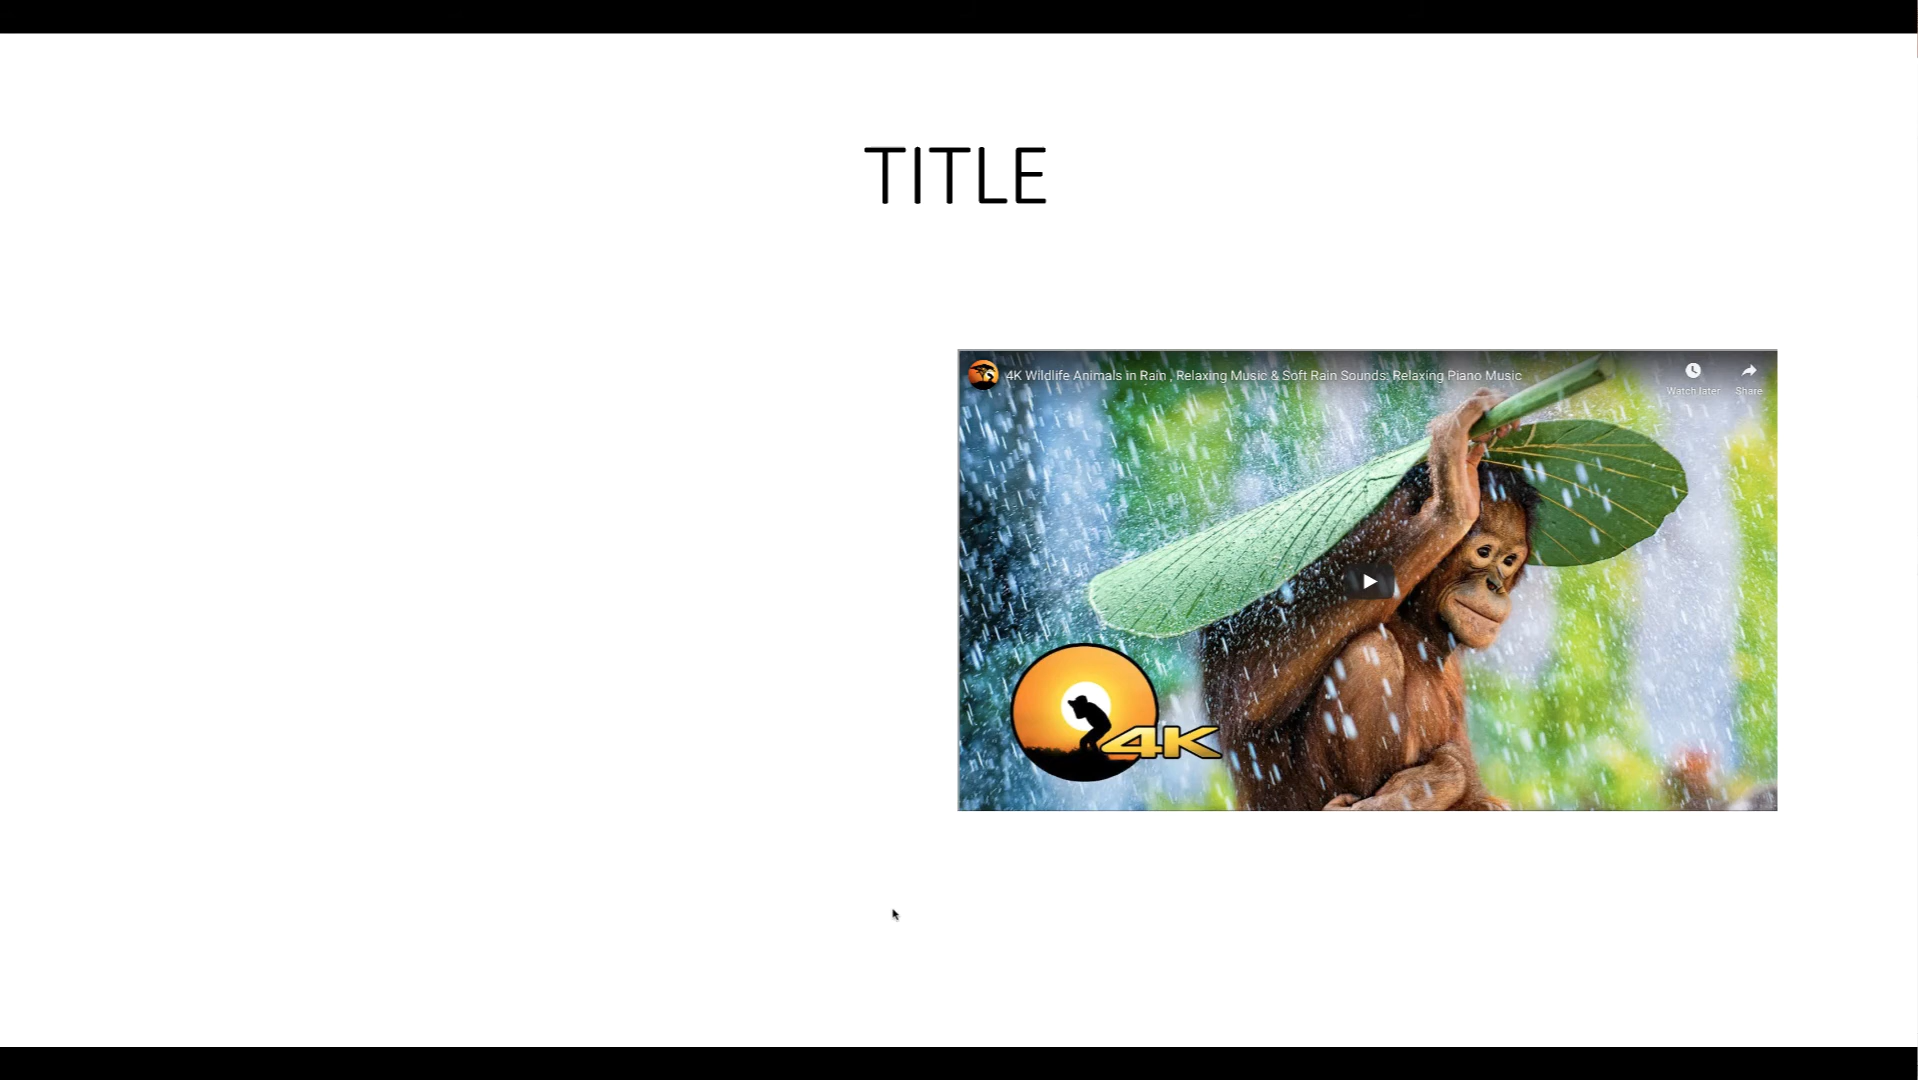 TITLE
4K Wildlife Animals in Rain , Relaxing Music & Soft Rain Sounds: Relaxing Piano Music
Watch later
Share
4K